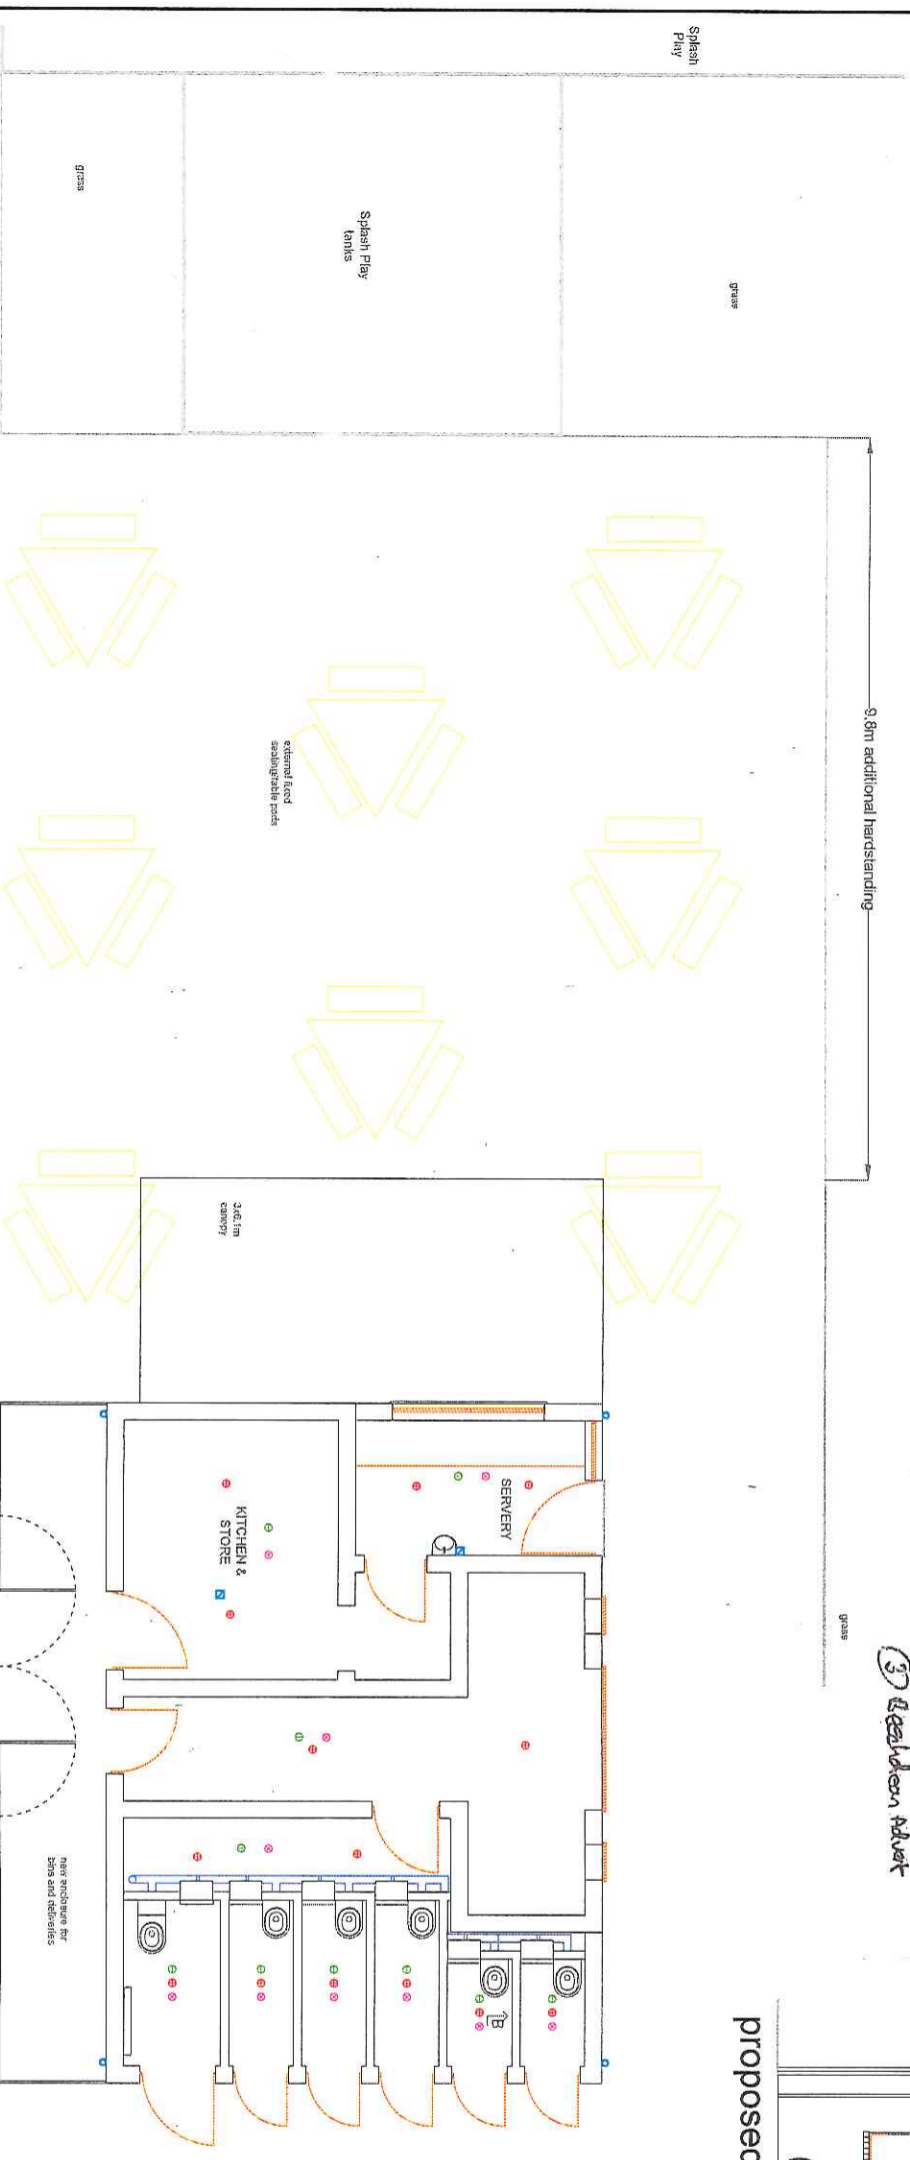 Splash
Play
grass
Splash Play
tanks
grass
9.8m additional hardstanding
external fixed
seating/table pods
3x6.1m
canopy
SERVERY
KITCHEN &
STORE
grass
3
new enclosure for
bins and deliveries
B
proposed